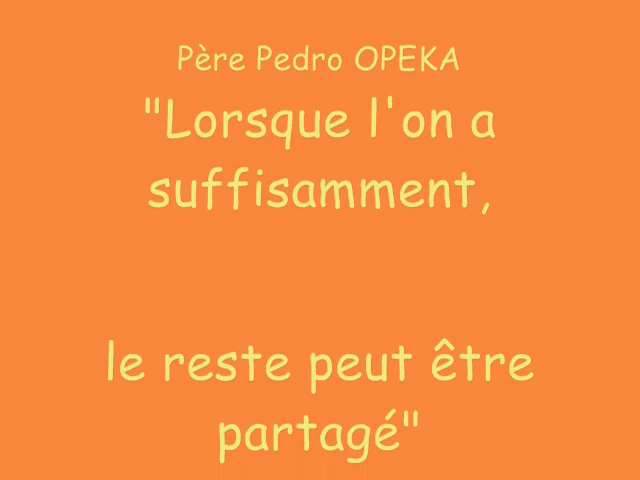 Père Pedro OPEKA
"Lorsque l'on a
suffisamment,
le reste peut être
partagé"